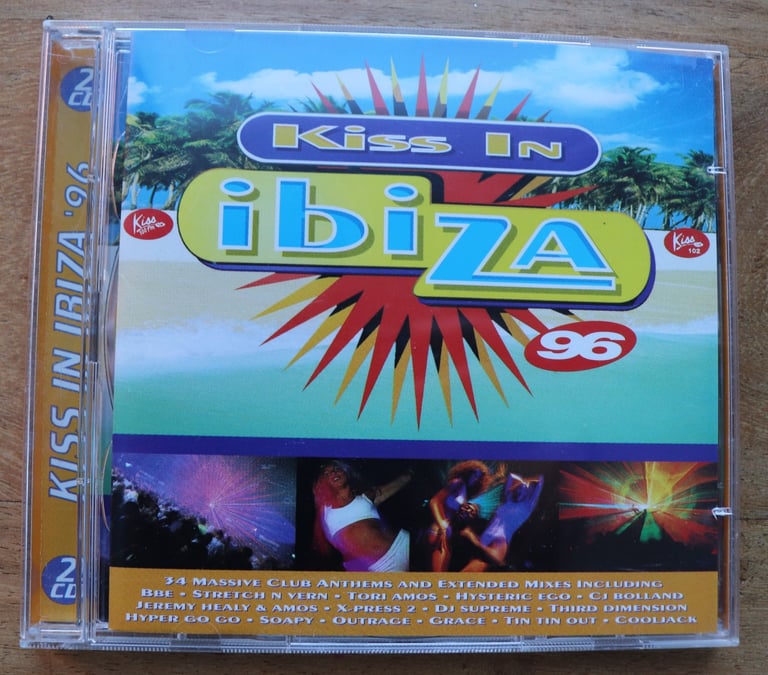 Kiss In
ibiza
96
Kiss
100 FM
Kiss
102
2
CD
KISS IN IBIZA '96
2
CD
34 Massive Club Anthems and Extended Mixes Including
BBE • Stretch n Vern • Tori Amos • Hysteric Ego • CJ Bolland
Jeremy Healy & Amos • X-Press 2 • DJ Supreme • Third Dimension
Hyper Go Go • Soapy • Outrage • Grace • Tin Tin Out • Cooljack